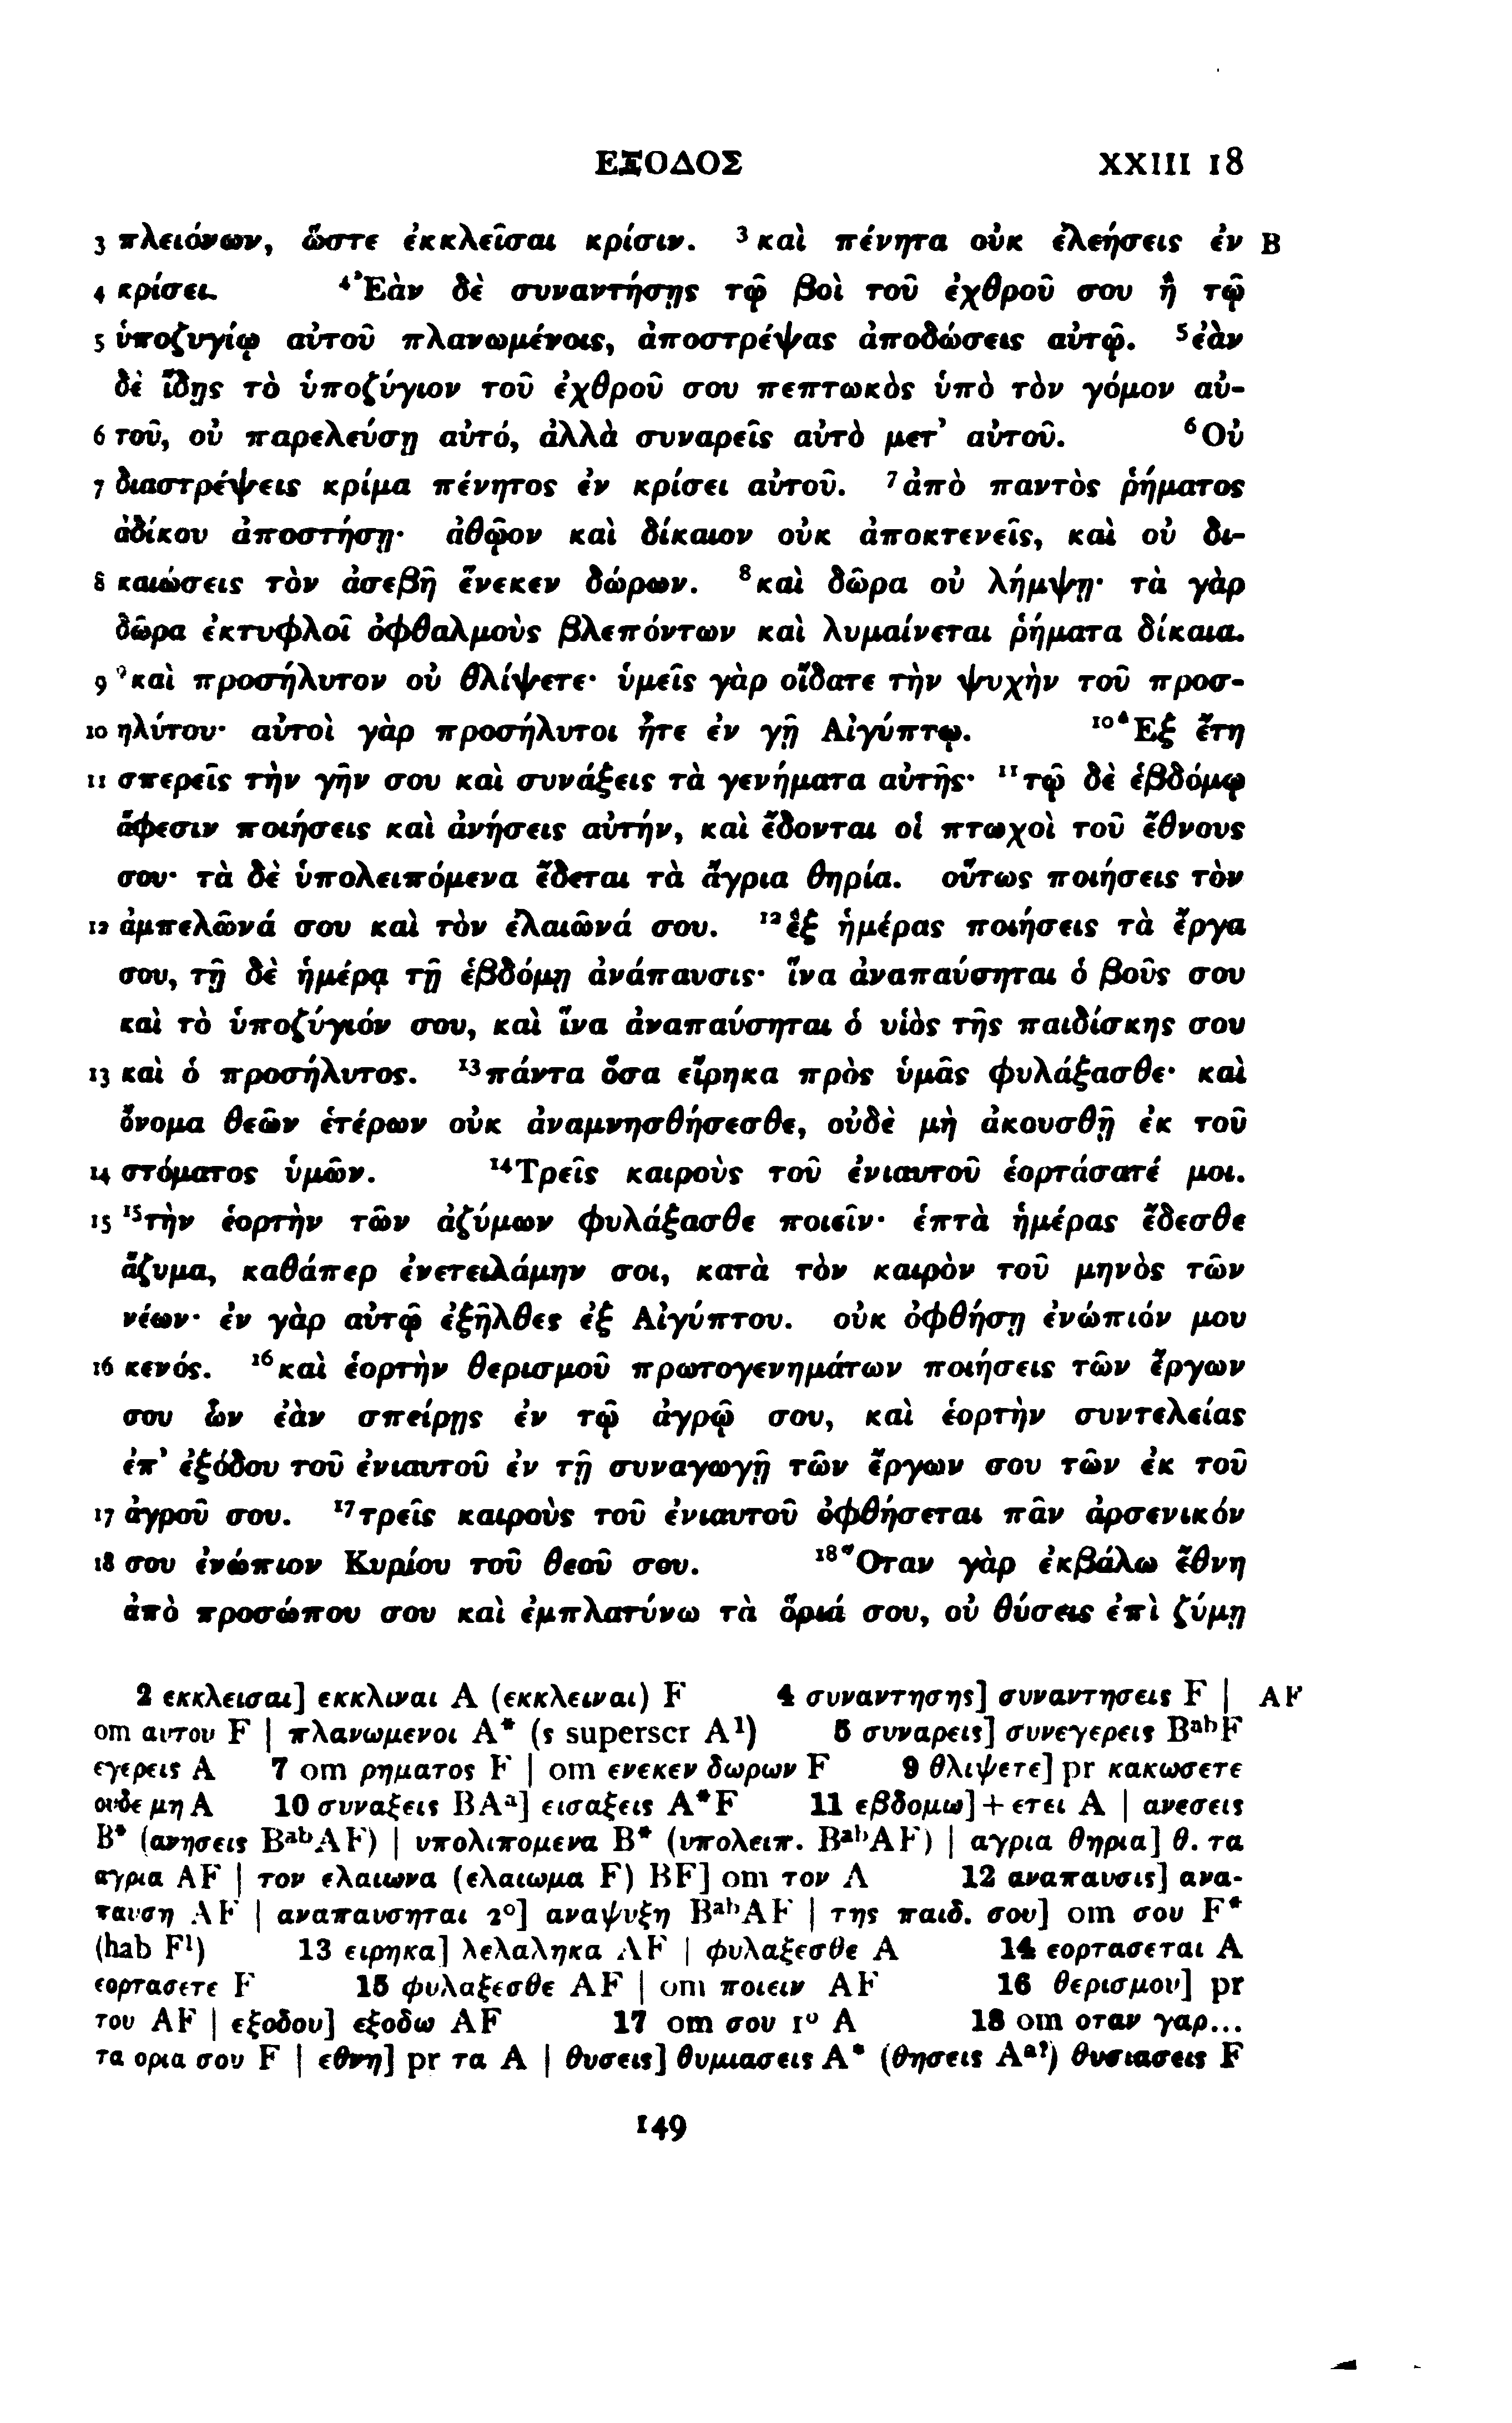 ΕΞΟΔΟΣ XXIII 18
3 πλειόνων, ὥστε ἐκκλεῖσαι κρίσιν. ³καὶ πένητα οὐκ ἐλεήσεις ἐν B
4 κρίσει. ⁴Ἐὰν δὲ συναντήσῃς τῷ βοὶ τοῦ ἐχθροῦ σου ἢ τῷ
5 ὑποζυγίῳ αὐτοῦ πλανωμένοις, ἀποστρέψας ἀποδώσεις αὐτῷ. ⁵ἐὰν
δὲ ἴδῃς τὸ ὑποζύγιον τοῦ ἐχθροῦ σου πεπτωκὸς ὑπὸ τὸν γόμον αὐ-
6 τοῦ, οὐ παρελεύσῃ αὐτό, ἀλλὰ συναρεῖς αὐτὸ μετ’ αὐτοῦ. ⁶Οὐ
7 διαστρέψεις κρίμα πένητος ἐν κρίσει αὐτοῦ. ⁷ἀπὸ παντὸς ῥήματος
ἀδίκου ἀποστήσῃ· ἀθῷον καὶ δίκαιον οὐκ ἀποκτενεῖς, καὶ οὐ δι-
8 καιώσεις τὸν ἀσεβῆ ἕνεκεν δώρων. ⁸καὶ δῶρα οὐ λήμψῃ· τὰ γὰρ
δῶρα ἐκτυφλοῖ ὀφθαλμοὺς βλεπόντων καὶ λυμαίνεται ῥήματα δίκαια.
9 ⁹καὶ προσήλυτον οὐ θλίψετε· ὑμεῖς γὰρ οἴδατε τὴν ψυχὴν τοῦ προσ-
10 ηλύτου· αὐτοὶ γὰρ προσήλυτοι ἦτε ἐν γῇ Αἰγύπτῳ. ¹⁰Ἓξ ἔτη
11 σπερεῖς τὴν γῆν σου καὶ συνάξεις τὰ γενήματα αὐτῆς· ¹¹τῷ δὲ ἑβδόμῳ
ἄφεσιν ποιήσεις καὶ ἀνήσεις αὐτήν, καὶ ἔδονται οἱ πτωχοὶ τοῦ ἔθνους
σου· τὰ δὲ ὑπολειπόμενα ἔδεται τὰ ἄγρια θηρία. οὕτως ποιήσεις τὸν
12 ἀμπελῶνά σου καὶ τὸν ἐλαιῶνά σου. ¹²ἓξ ἡμέρας ποιήσεις τὰ ἔργα
σου, τῇ δὲ ἡμέρᾳ τῇ ἑβδόμῃ ἀνάπαυσις· ἵνα ἀναπαύσηται ὁ βοῦς σου
καὶ τὸ ὑποζύγιόν σου, καὶ ἵνα ἀναπαύσηται ὁ υἱὸς τῆς παιδίσκης σου
13 καὶ ὁ προσήλυτος. ¹³πάντα ὅσα εἴρηκα πρὸς ὑμᾶς φυλάξασθε· καὶ
ὄνομα θεῶν ἑτέρων οὐκ ἀναμνησθήσεσθε, οὐδὲ μὴ ἀκουσθῇ ἐκ τοῦ
14 στόματος ὑμῶν. ¹⁴Τρεῖς καιροὺς τοῦ ἐνιαυτοῦ ἑορτάσατέ μοι.
15 ¹⁵τὴν ἑορτὴν τῶν ἀζύμων φυλάξασθε ποιεῖν· ἑπτὰ ἡμέρας ἔδεσθε
ἄζυμα, καθάπερ ἐνετειλάμην σοι, κατὰ τὸν καιρὸν τοῦ μηνὸς τῶν
νέων· ἐν γὰρ αὐτῷ ἐξῆλθες ἐξ Αἰγύπτου. οὐκ ὀφθήσῃ ἐνώπιόν μου
16 κενός. ¹⁶καὶ ἑορτὴν θερισμοῦ πρωτογενημάτων ποιήσεις τῶν ἔργων
σου ὧν ἐὰν σπείρῃς ἐν τῷ ἀγρῷ σου, καὶ ἑορτὴν συντελείας
ἐπ’ ἐξόδου τοῦ ἐνιαυτοῦ ἐν τῇ συναγωγῇ τῶν ἔργων σου τῶν ἐκ τοῦ
17 ἀγροῦ σου. ¹⁷τρεῖς καιροὺς τοῦ ἐνιαυτοῦ ὀφθήσεται πᾶν ἀρσενικόν
18 σου ἐνώπιον Κυρίου τοῦ θεοῦ σου. ¹⁸Ὅταν γὰρ ἐκβάλω ἔθνη
ἀπὸ προσώπου σου καὶ ἐμπλατύνω τὰ ὅριά σου, οὐ θύσεις ἐπὶ ζύμῃ
2 εκκλεισαι] εκκλιναι A (εκκλειναι) F 4 συναντησης] συναντησεις F | AF
om αυτου F | πλανωμενοι A* (ς superscr A¹) 5 συναρεις] συνεγερεις Bᵃᵇ F
εγερεις A 7 om ρηματος F | om ενεκεν δωρων F 9 θλιψετε] pr κακωσετε
ουδε μη A 10 συναξεις BAᵃ] εισαξεις A*F 11 εβδομω]+ετει A | ανεσεις
B* (ανησεις BᵃᵇAF) | υπολιπομενα B* (υπολειπ. BᵃᵇAF) | αγρια θηρια] θ. τα
αγρια AF | τον ελαιωνα (ελαιωμα F) BF] om τον A 12 αναπαυσις] ανα-
παυση AF | αναπαυσηται 2⁰] αναψυξη BᵃᵇAF | της παιδ. σου] om σου F*
(hab F¹) 13 ειρηκα] λελαληκα AF | φυλαξεσθε A 14 εορτασεται A
εορτασετε F 15 φυλαξεσθε AF | om ποιειν AF 16 θερισμου] pr
του AF | εξοδου] εξοδω AF 17 om σου 1⁰ A 18 om οταν γαρ...
τα ορια σου F | εθνη] pr τα A | θυσεις] θυμιασεις A* (θησεις Aᵃ?) θυσιασεις F
149